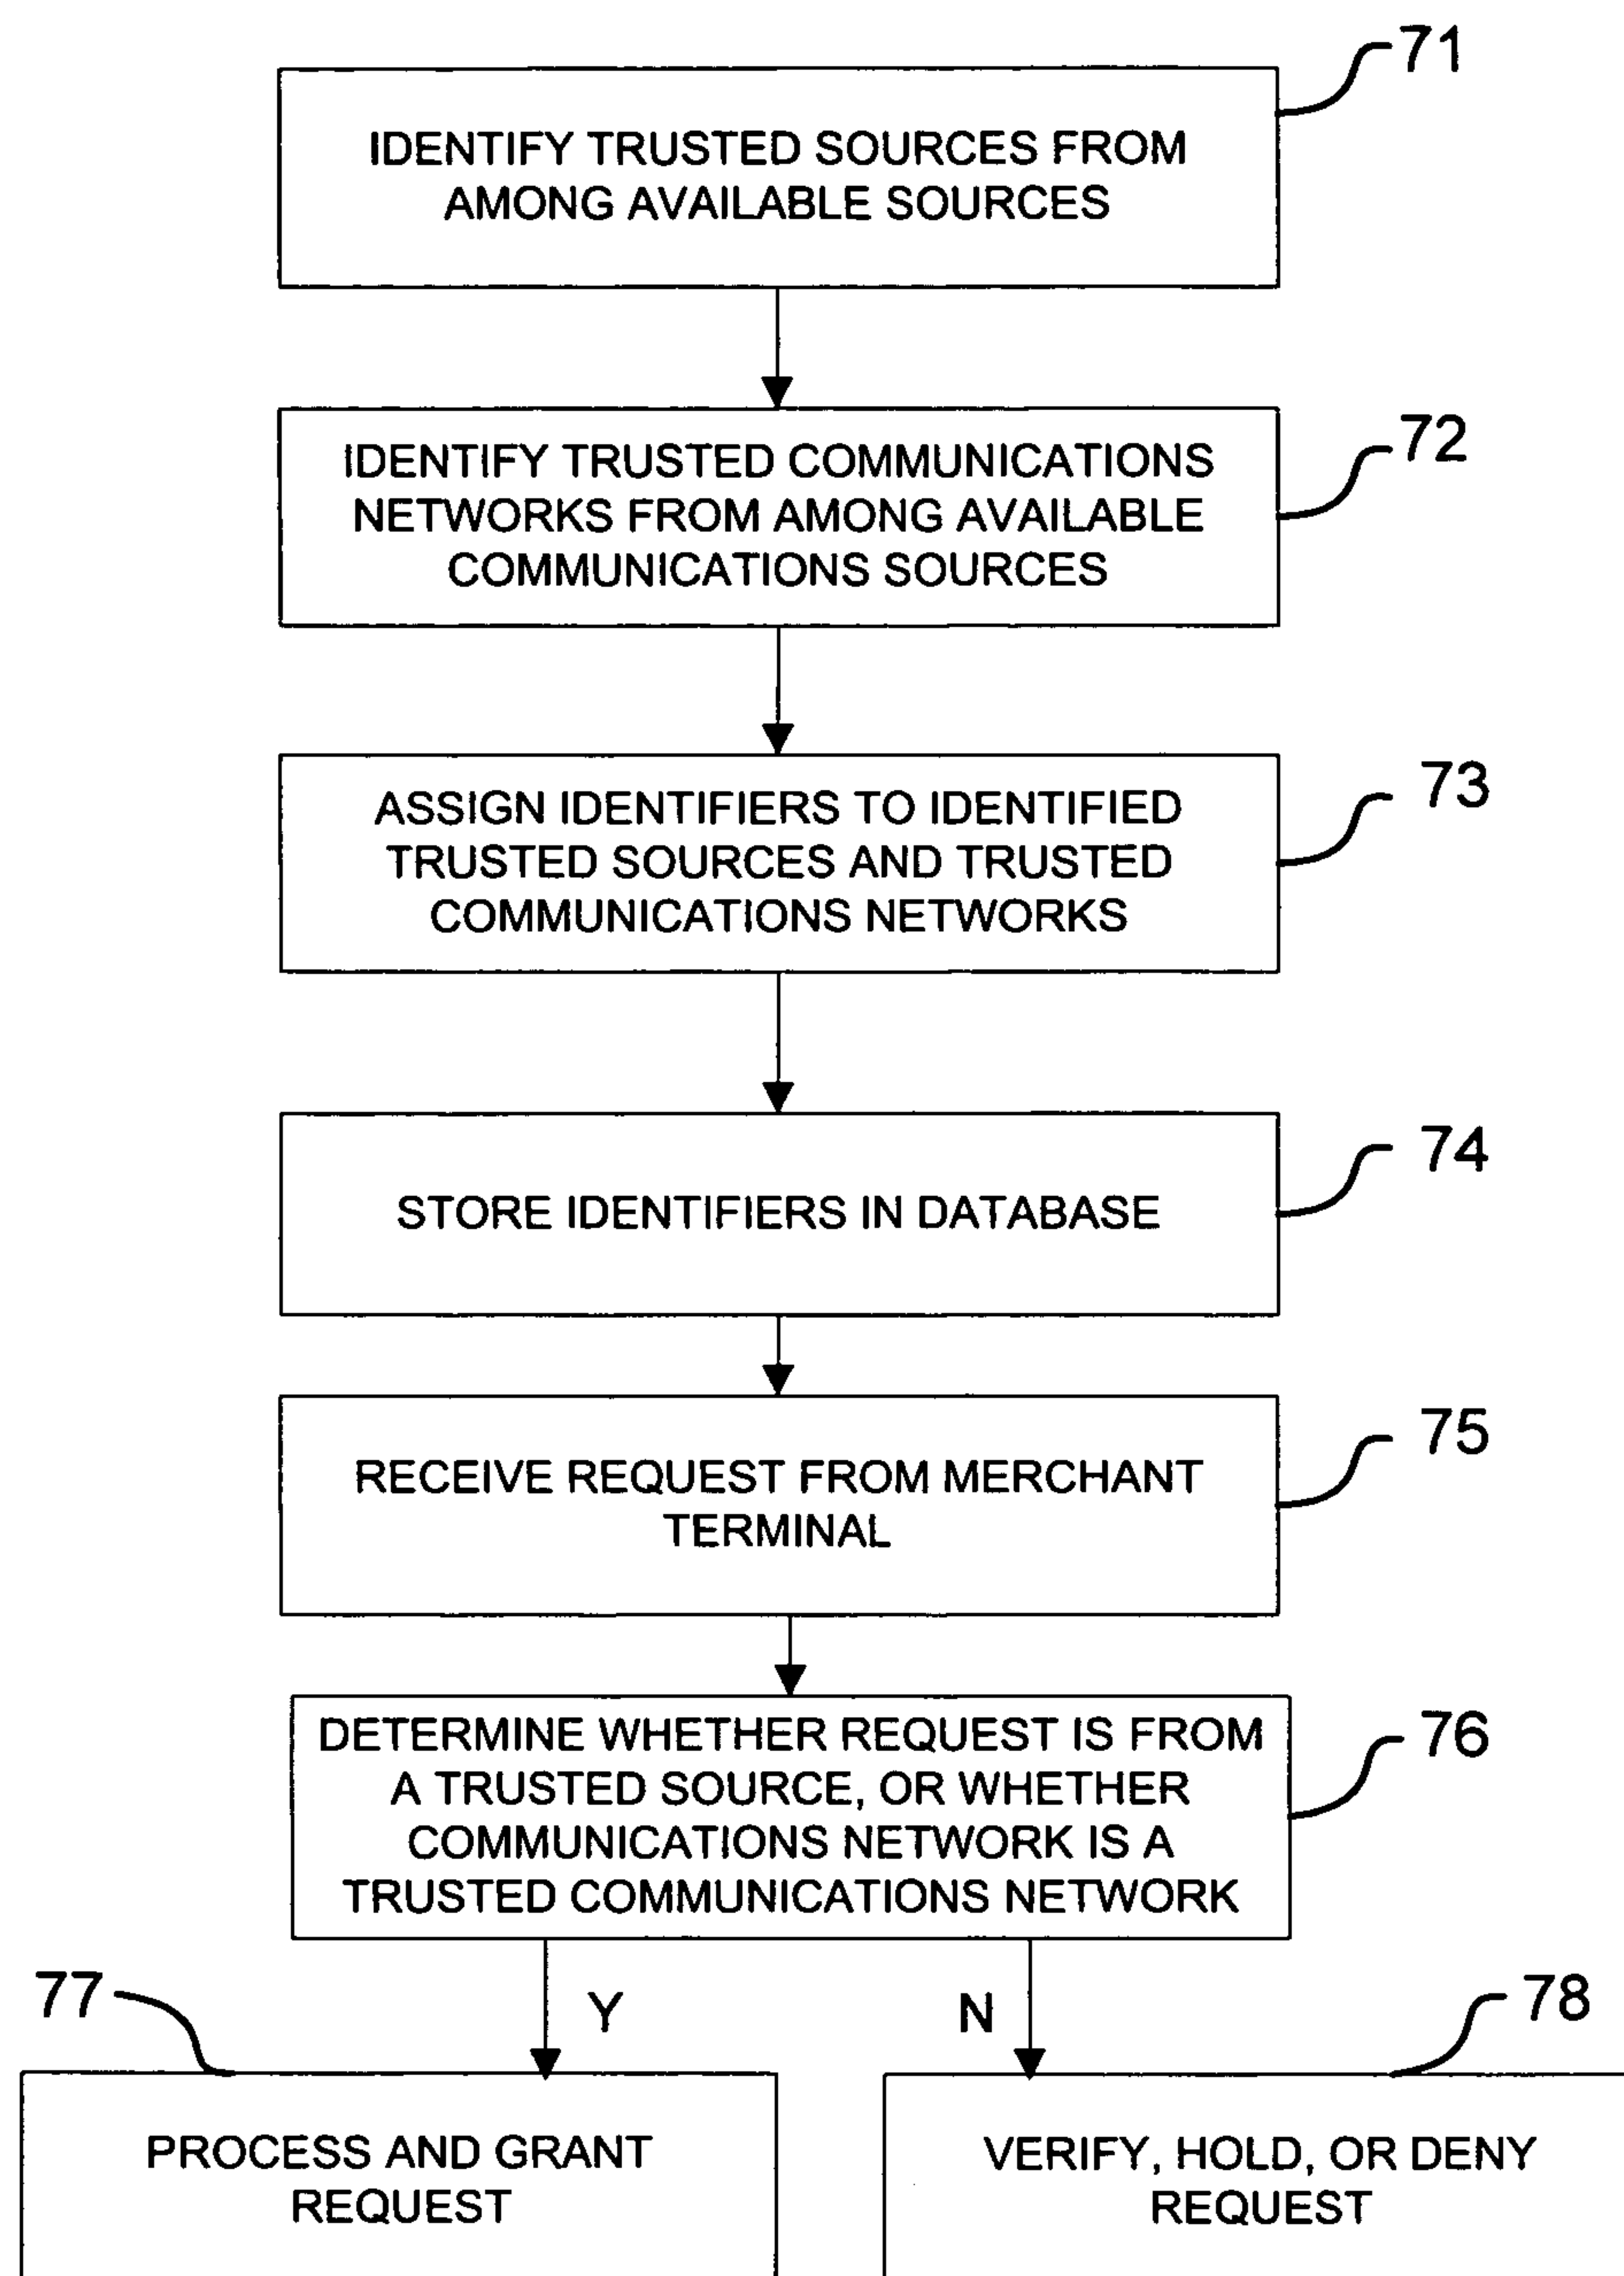 71
IDENTIFY TRUSTED SOURCES FROM
AMONG AVAILABLE SOURCES
72
IDENTIFY TRUSTED COMMUNICATIONS
NETWORKS FROM AMONG AVAILABLE
COMMUNICATIONS SOURCES
73
ASSIGN IDENTIFIERS TO IDENTIFIED
TRUSTED SOURCES AND TRUSTED
COMMUNICATIONS NETWORKS
74
STORE IDENTIFIERS IN DATABASE
75
RECEIVE REQUEST FROM MERCHANT
TERMINAL
76
DETERMINE WHETHER REQUEST IS FROM
A TRUSTED SOURCE, OR WHETHER
COMMUNICATIONS NETWORK IS A
TRUSTED COMMUNICATIONS NETWORK
77
Y
N
78
PROCESS AND GRANT
REQUEST
VERIFY, HOLD, OR DENY
REQUEST